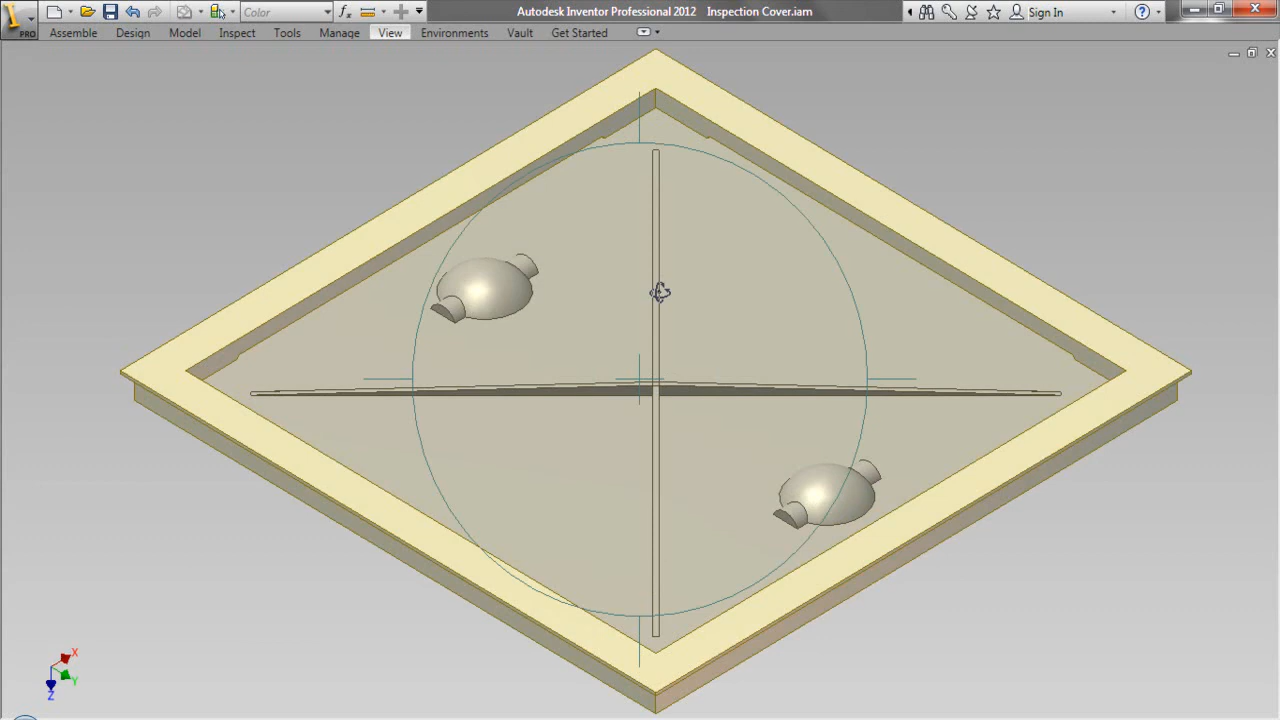 Color
Autodesk Inventor Professional 2012 Inspection Cover.iam
Sign In
PRO
Assemble Design Model Inspect Tools Manage View Environments Vault Get Started
X
Y
Z